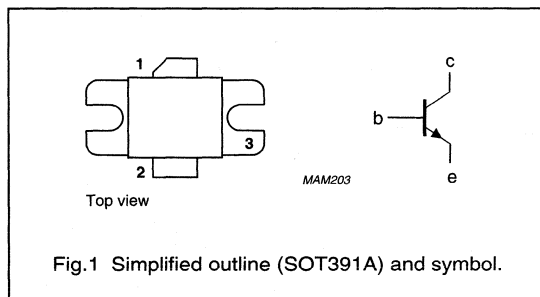 1
c
b
3
2
MAM203
e
Top view
Fig.1 Simplified outline (SOT391A) and symbol.